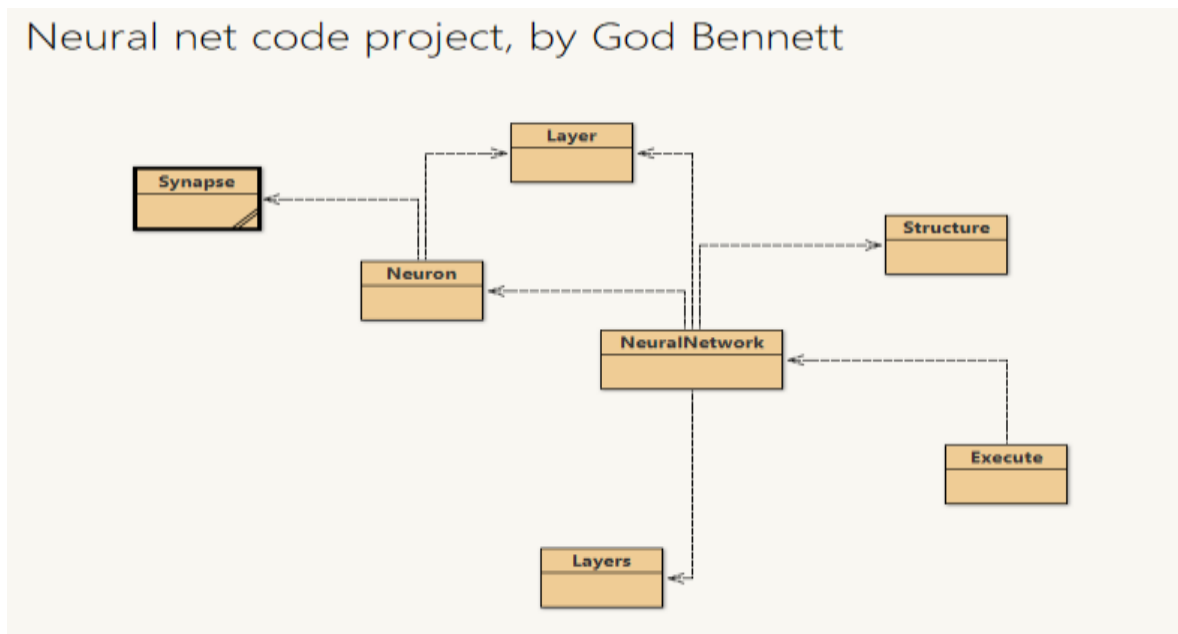 Neural net code project, by God Bennett
Layer
Synapse
Structure
Neuron
NeuralNetwork
Execute
Layers